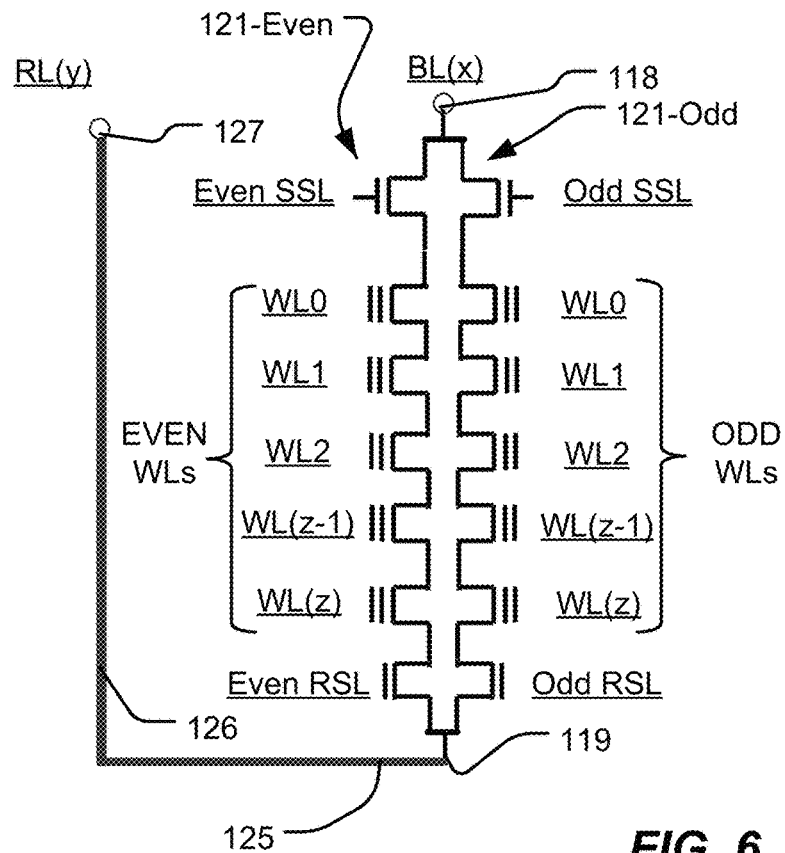 121-Even
RL(y)
BL(x)
118
127
121-Odd
Even SSL
Odd SSL
WL0
WL0
WL1
WL1
EVEN
WLs
WL2
WL2
ODD
WLs
WL(z-1)
WL(z-1)
WL(z)
WL(z)
Even RSL
Odd RSL
126
119
125
FIG. 6